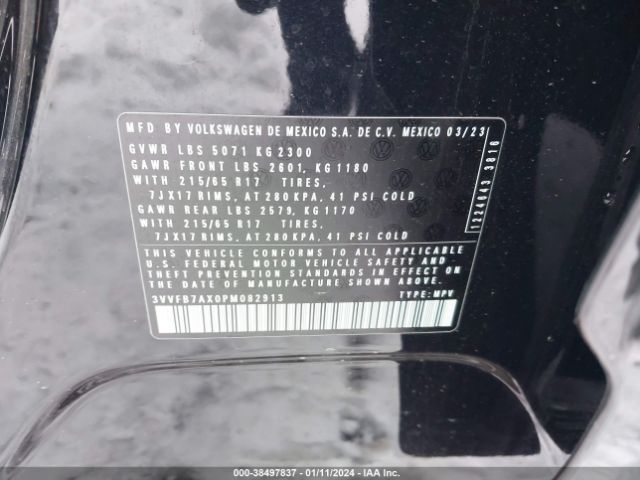 MFD BY VOLKSWAGEN DE MEXICO S.A. DE C.V. MEXICO 03/23
GVWR LBS 5071 KG 2300
GAWR FRONT LBS 2601, KG 1180
WITH 215/65 R17 TIRES,
7JX17 RIMS, AT 280 KPA, 41 PSI COLD
GAWR REAR LBS 2579, KG 1170
WITH 215/65 R17 TIRES,
7JX17 RIMS, AT 280 KPA, 41 PSI COLD
THIS VEHICLE CONFORMS TO ALL APPLICABLE
U.S. FEDERAL MOTOR VEHICLE SAFETY AND
THEFT PREVENTION STANDARDS IN EFFECT ON
THE DATE OF MANUFACTURE SHOWN ABOVE
3VVFB7AX0PM082913 TYPE: MPV
1224643 3816
000-38497837 - 01/11/2024 - IAA Inc.